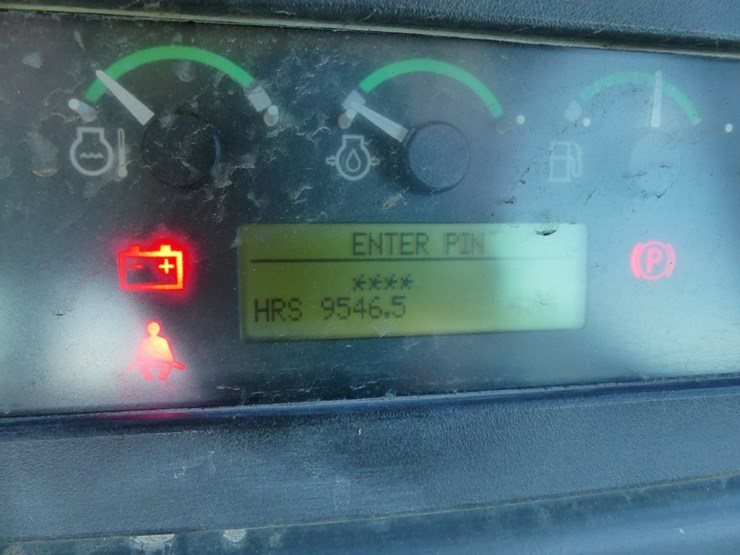 ENTER PIN
****
HRS 9546.5
P